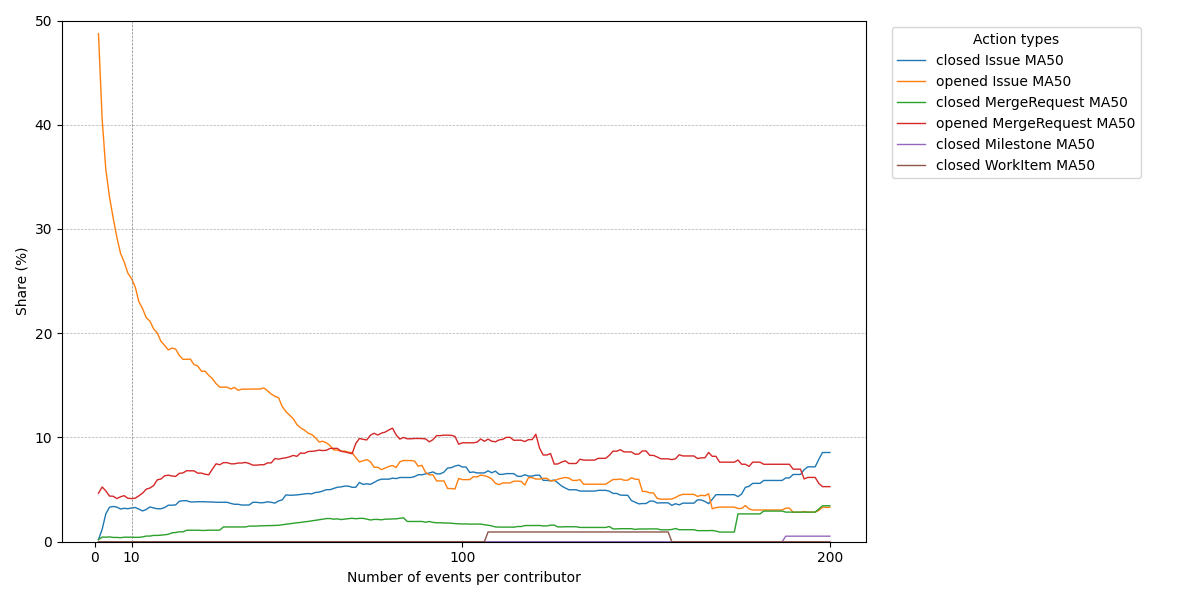 50
40
30
20
10
0
Share (%)
0
10
100
200
Number of events per contributor
Action types
closed Issue MA50
opened Issue MA50
closed MergeRequest MA50
opened MergeRequest MA50
closed Milestone MA50
closed WorkItem MA50